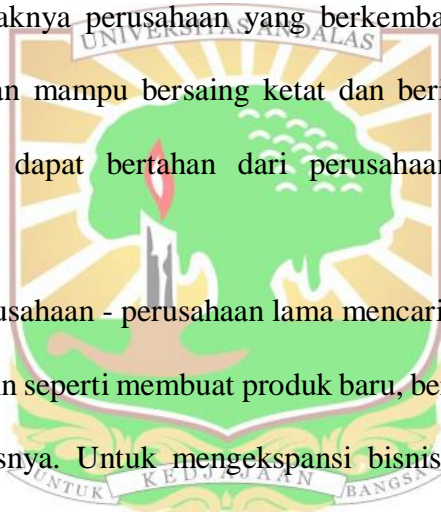 aknya perusahaan yang berkemba
UNIVERSITAS ANDALAS
an mampu bersaing ketat dan beri
dapat bertahan dari perusahaan
usahaan - perusahaan lama mencari
n seperti membuat produk baru, be
snya. Untuk mengekspansi bisnis
UNTUK KEDJAJAAN BANGSA